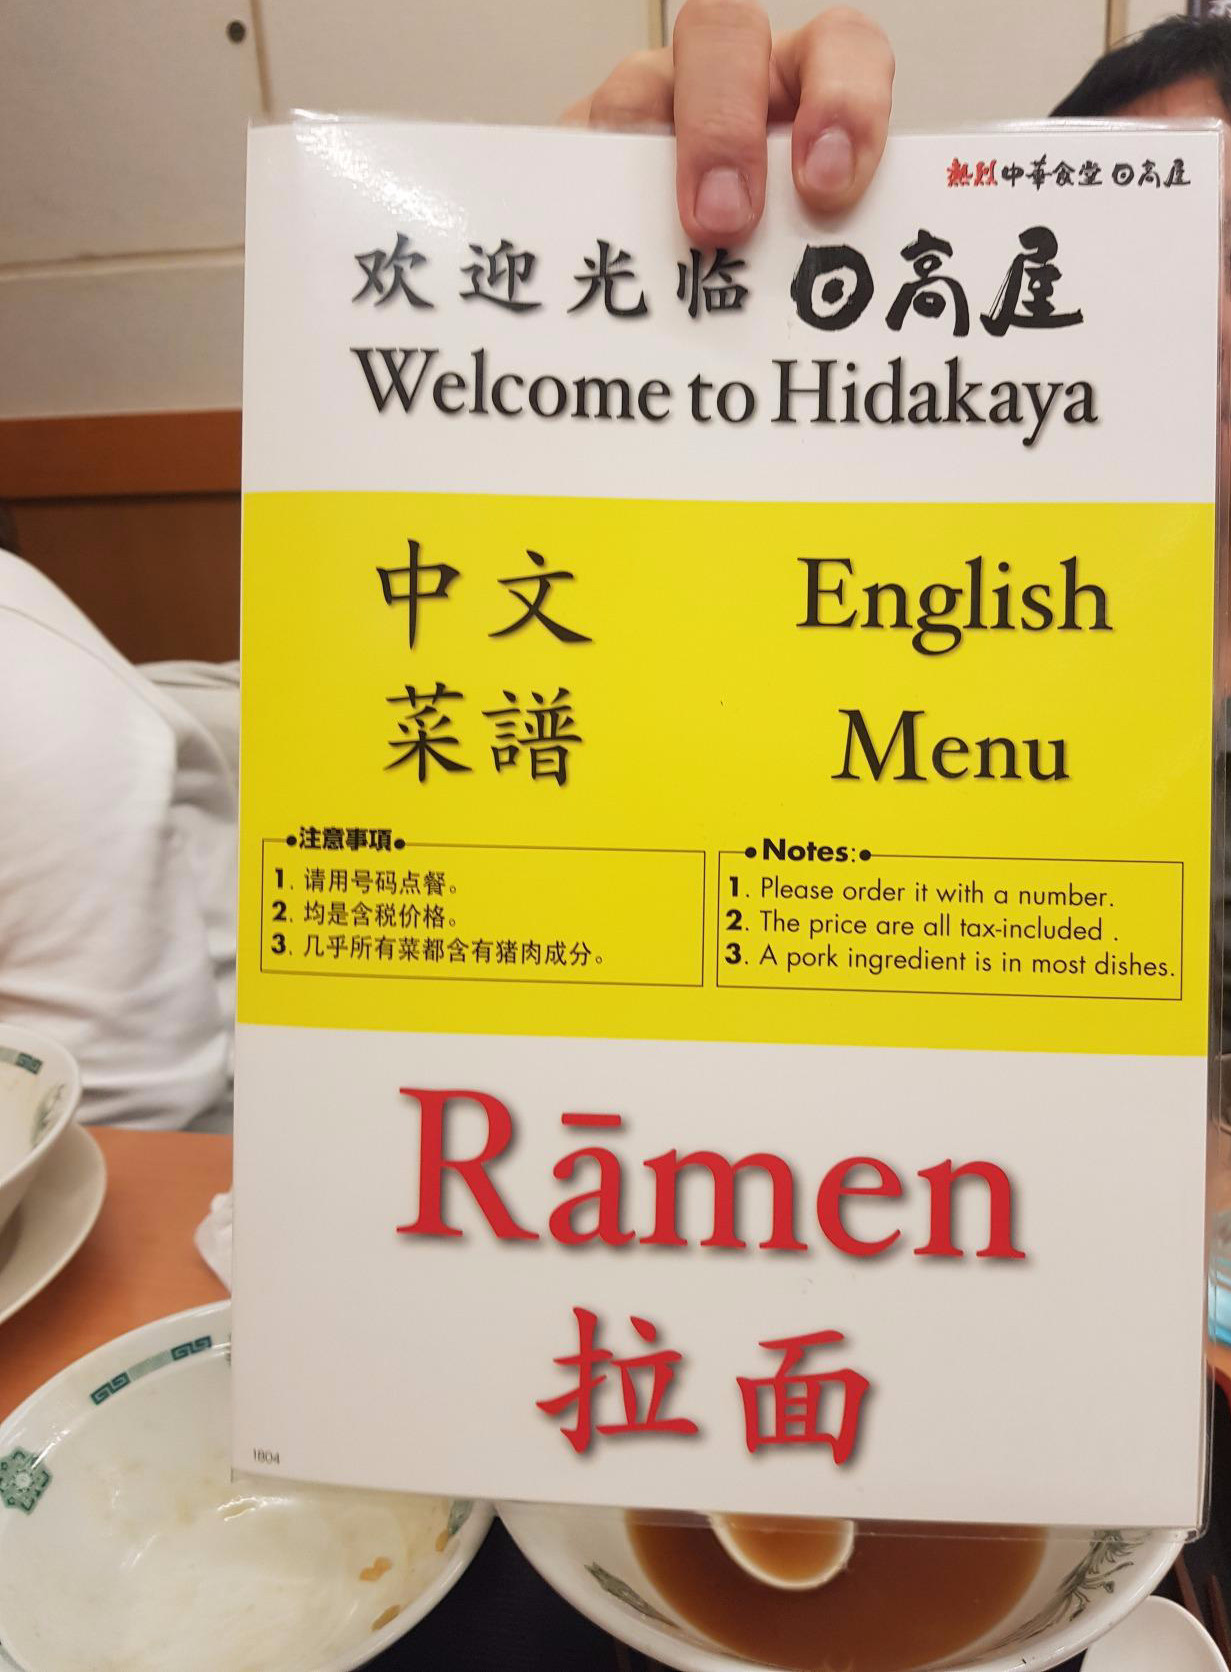 熱烈中華食堂日高屋
欢迎光临 日高屋
Welcome to Hidakaya
中文
菜譜
English
Menu
●注意事項●
1. 请用号码点餐。
2. 均是含税价格。
3. 几乎所有菜都含有猪肉成分。
●Notes:●
1. Please order it with a number.
2. The price are all tax-included .
3. A pork ingredient is in most dishes.
Rāmen
拉面
1804